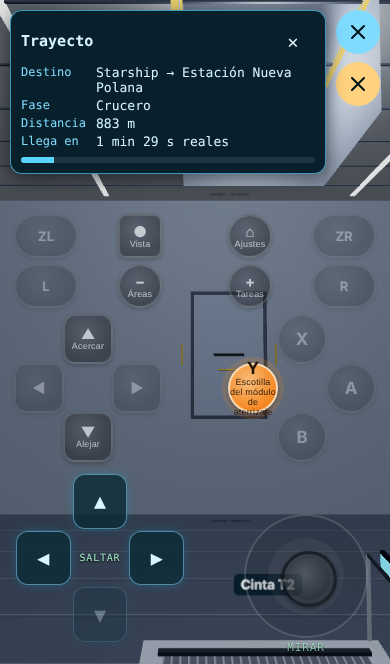 Trayecto
×
Destino Starship → Estación Nueva Polana
Fase Crucero
Distancia 883 m
Llega en 1 min 29 s reales
ZL
Vista
Ajustes
ZR
L
Áreas
Tareas
R
Acercar
X
Y
Escotilla
del módulo
de
aterrizaje
A
Alejar
B
SALTAR
Cinta T2
MIRAR